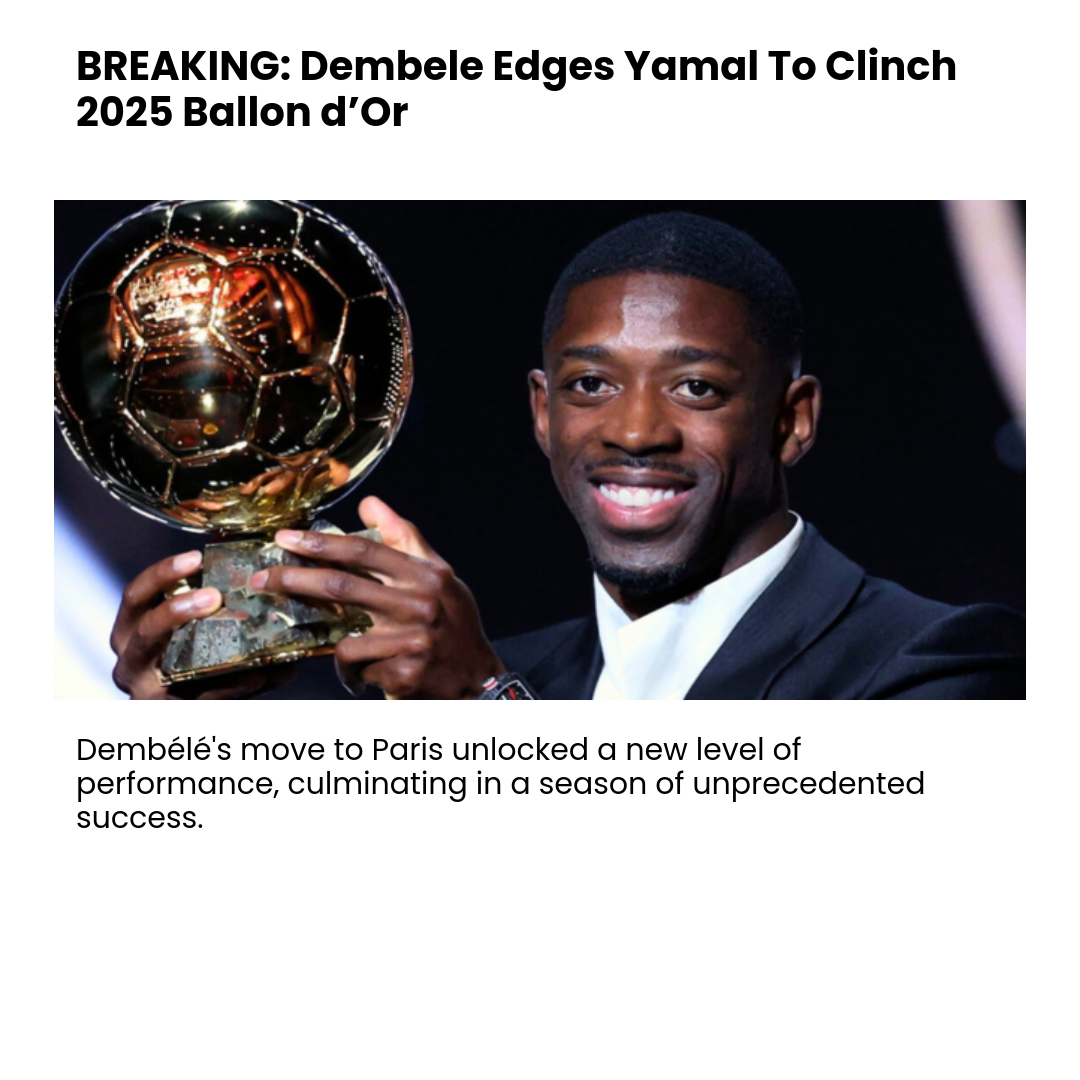 BREAKING: Dembele Edges Yamal To Clinch
2025 Ballon d’Or
Dembélé's move to Paris unlocked a new level of
performance, culminating in a season of unprecedented
success.